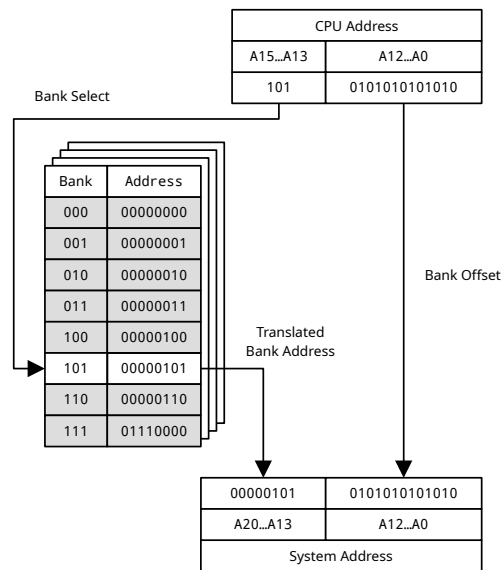 CPU Address
A15…A13 A12…A0
101 0101010101010
Bank Select
Bank Address
000 00000000
001 00000001
010 00000010
011 00000011
100 00000100
101 00000101
110 00000110
111 01110000
Bank Offset
Translated
Bank Address
00000101 0101010101010
A20…A13 A12…A0
System Address